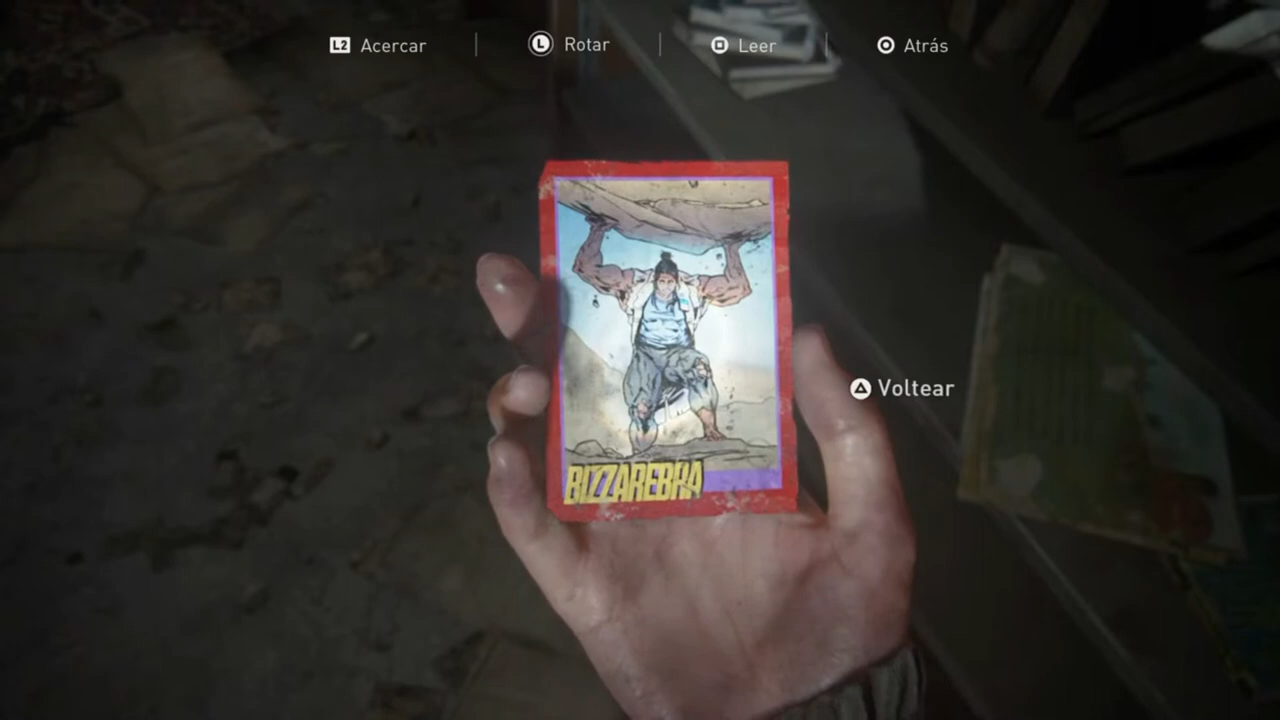 L2 Acercar
L Rotar
Leer
Atrás
Voltear
BIZZAREBRA